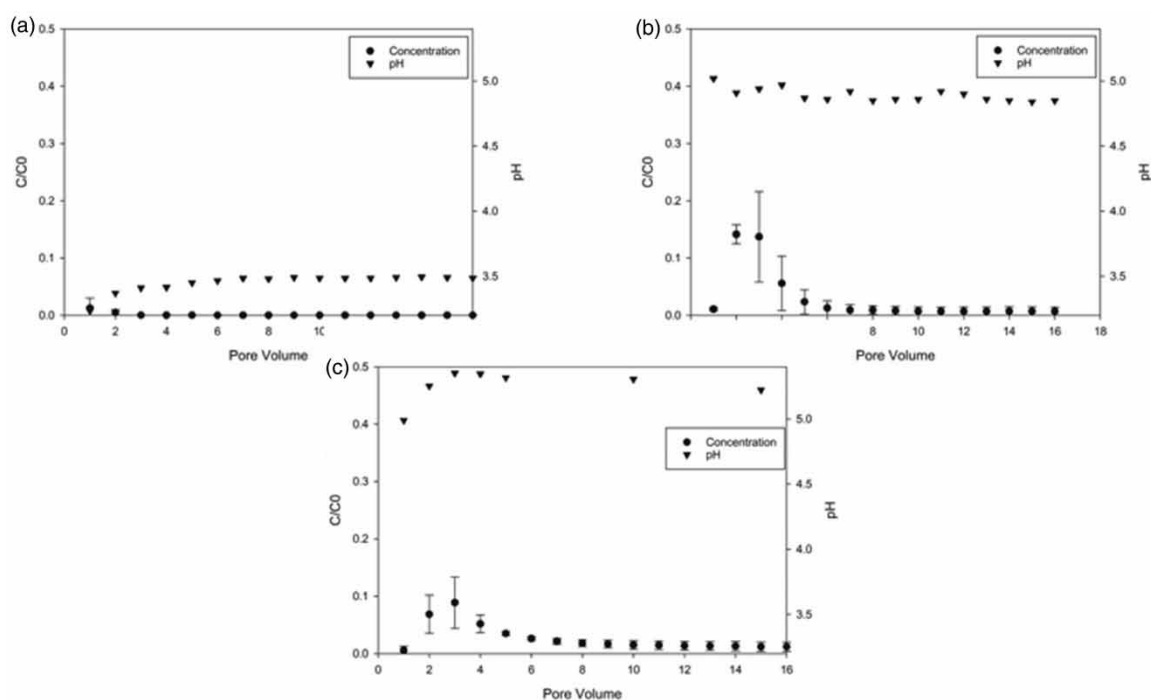 (a)
0.5
0.4
0.3
0.2
0.1
0.0
C/C0
Concentration
pH
5.0
4.5
4.0
3.5
pH
0 2 4 6 8 10
Pore Volume
(b)
0.5
0.4
0.3
0.2
0.1
0.0
C/C0
Concentration
pH
5.0
4.5
4.0
3.5
pH
8 10 12 14 16 18
Pore Volume
(c)
0.5
0.4
0.3
0.2
0.1
0.0
C/C0
Concentration
pH
5.0
4.5
4.0
3.5
pH
0 2 4 6 8 10 12 14 16
Pore Volume